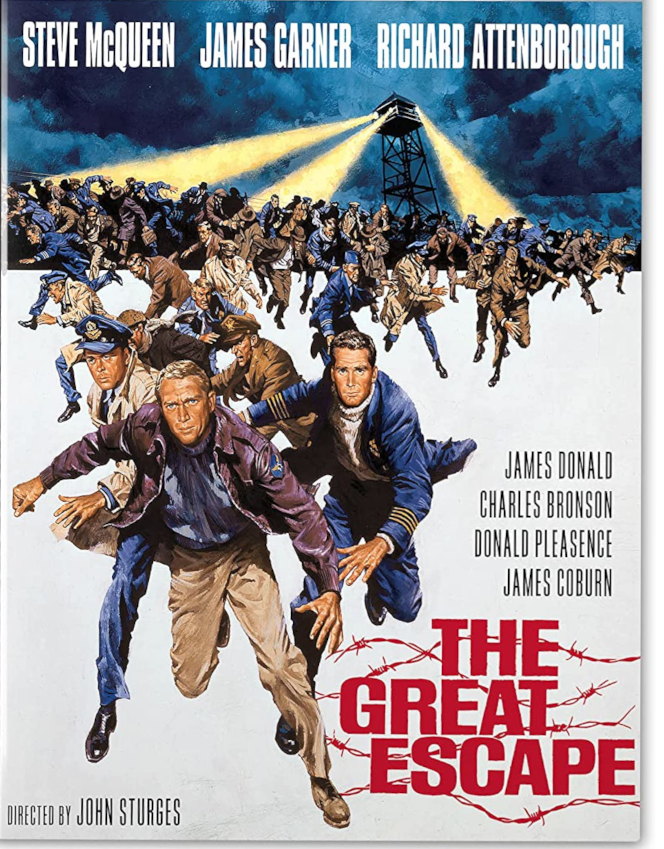 STEVE McQUEEN JAMES GARNER RICHARD ATTENBOROUGH
JAMES DONALD
CHARLES BRONSON
DONALD PLEASENCE
JAMES COBURN
THE
GREAT
ESCAPE
DIRECTED BY JOHN STURGES